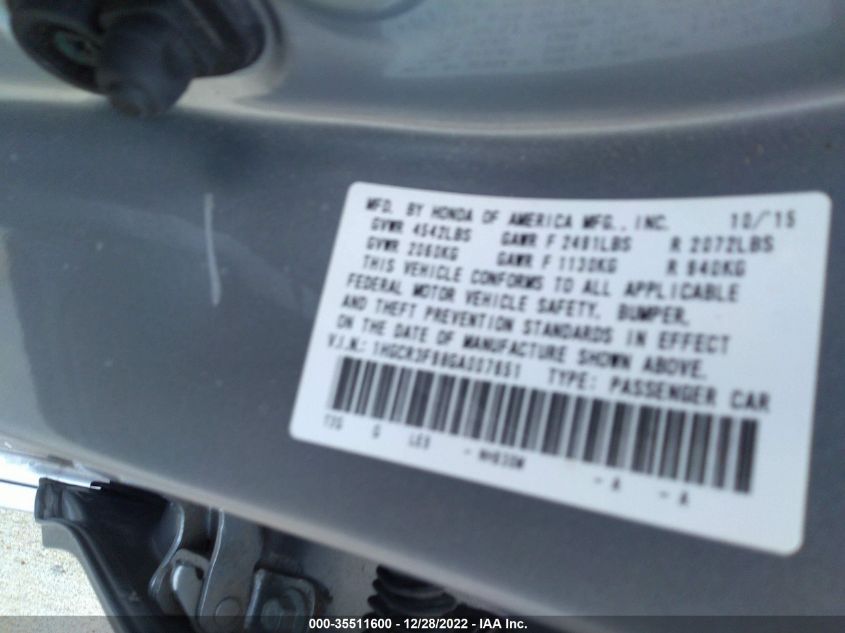 MFD. BY HONDA OF AMERICA MFG., INC. 10/15
GVWR 4542LBS GAWR F 2491LBS R 2072LBS
GVWR 2060KG GAWR F 1130KG R 940KG
THIS VEHICLE CONFORMS TO ALL APPLICABLE
FEDERAL MOTOR VEHICLE SAFETY, BUMPER,
AND THEFT PREVENTION STANDARDS IN EFFECT
ON THE DATE OF MANUFACTURE SHOWN ABOVE.
V.I.N.: TYPE: PASSENGER CAR
- A - A
000-35511600 - 12/28/2022 - IAA Inc.